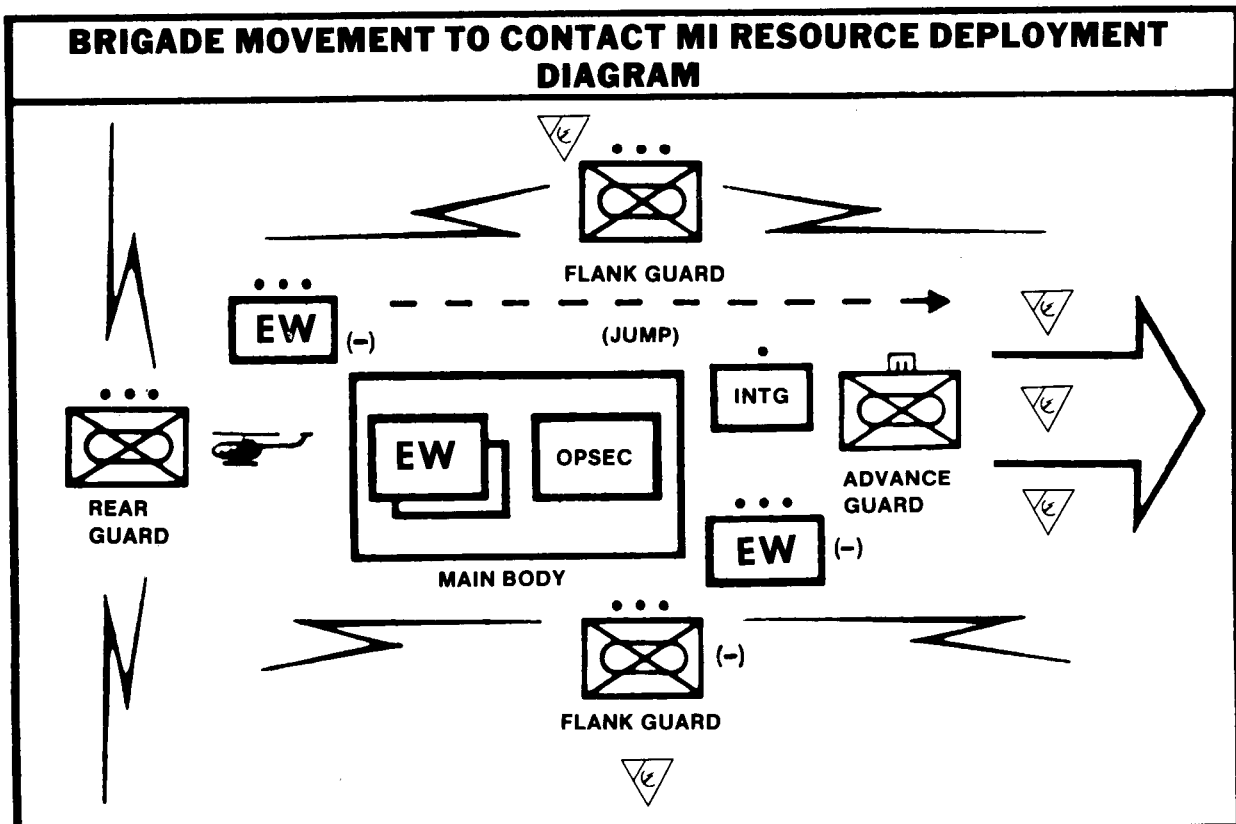 BRIGADE MOVEMENT TO CONTACT MI RESOURCE DEPLOYMENT
DIAGRAM
FLANK GUARD
EW
(-)
(JUMP)
INTG
EW
OPSEC
ADVANCE
GUARD
REAR
GUARD
EW
(-)
MAIN BODY
(-)
FLANK GUARD